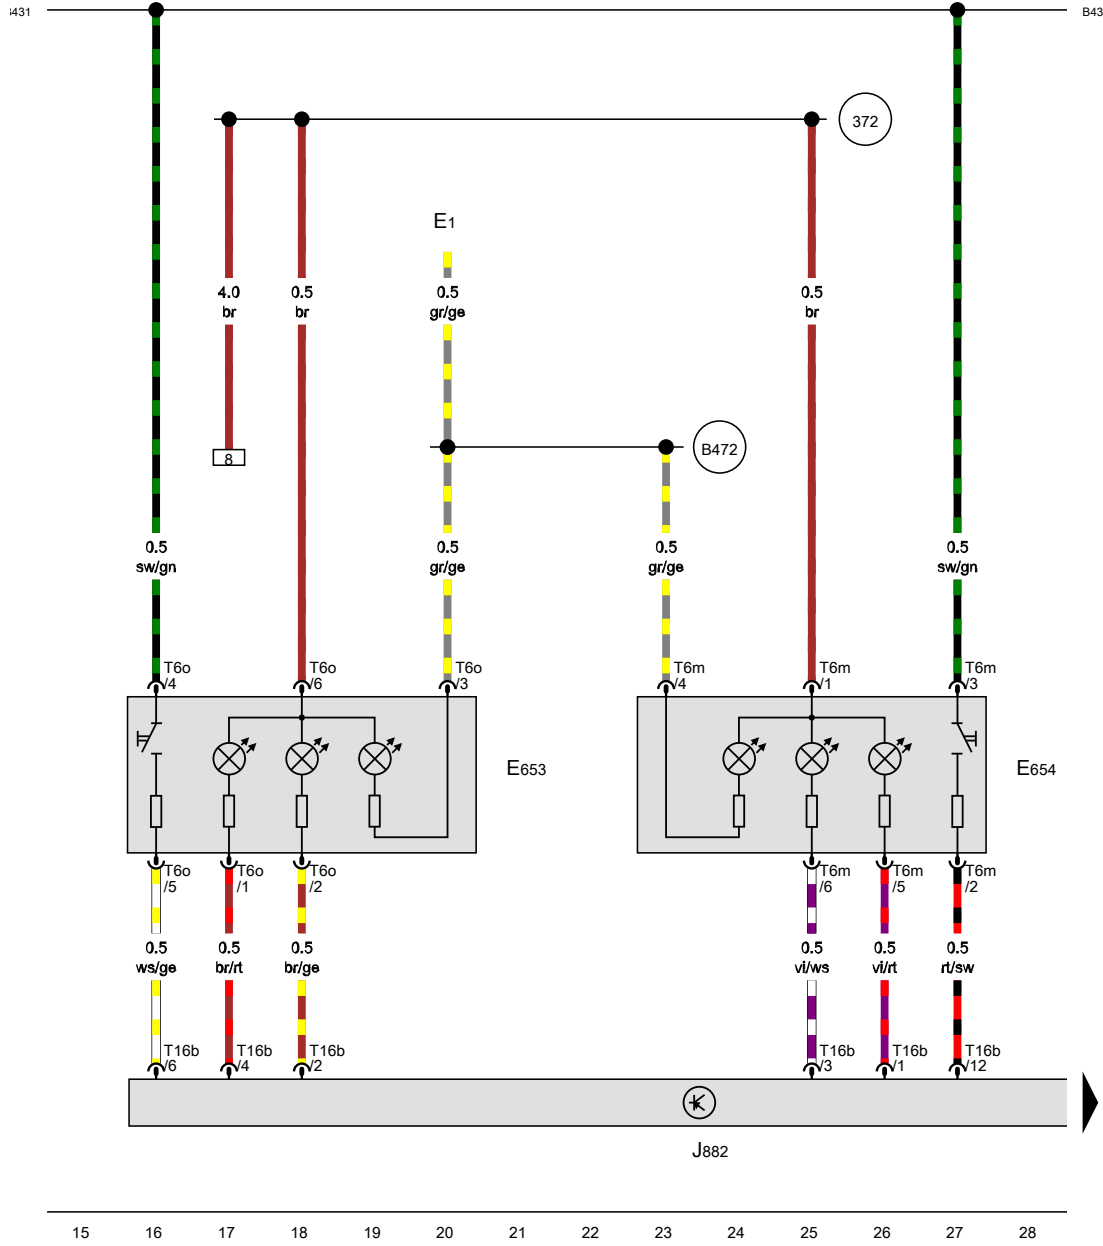 431
B43
372
E1
4.0
br
0.5
br
0.5
gr/ge
0.5
br
8
B472
0.5
sw/gn
0.5
gr/ge
0.5
gr/ge
0.5
sw/gn
T6o
/4
T6o
/6
T6o
/3
T6m
/4
T6m
/1
T6m
/3
E653
E654
T6o
/5
T6o
/1
T6o
/2
T6m
/6
T6m
/5
T6m
/2
0.5
ws/ge
0.5
br/rt
0.5
br/ge
0.5
vi/ws
0.5
vi/rt
0.5
rt/sw
T16b
/6
T16b
/4
T16b
/2
T16b
/3
T16b
/1
T16b
/12
J882
15 16 17 18 19 20 21 22 23 24 25 26 27 28